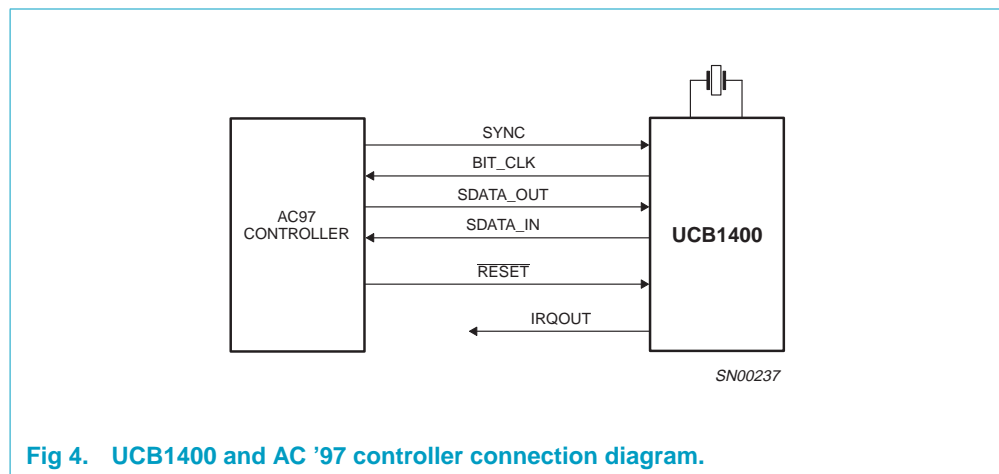 SYNC
BIT_CLK
SDATA_OUT
AC97
CONTROLLER
SDATA_IN
UCB1400
RESET
IRQOUT
SN00237
Fig 4. UCB1400 and AC ’97 controller connection diagram.